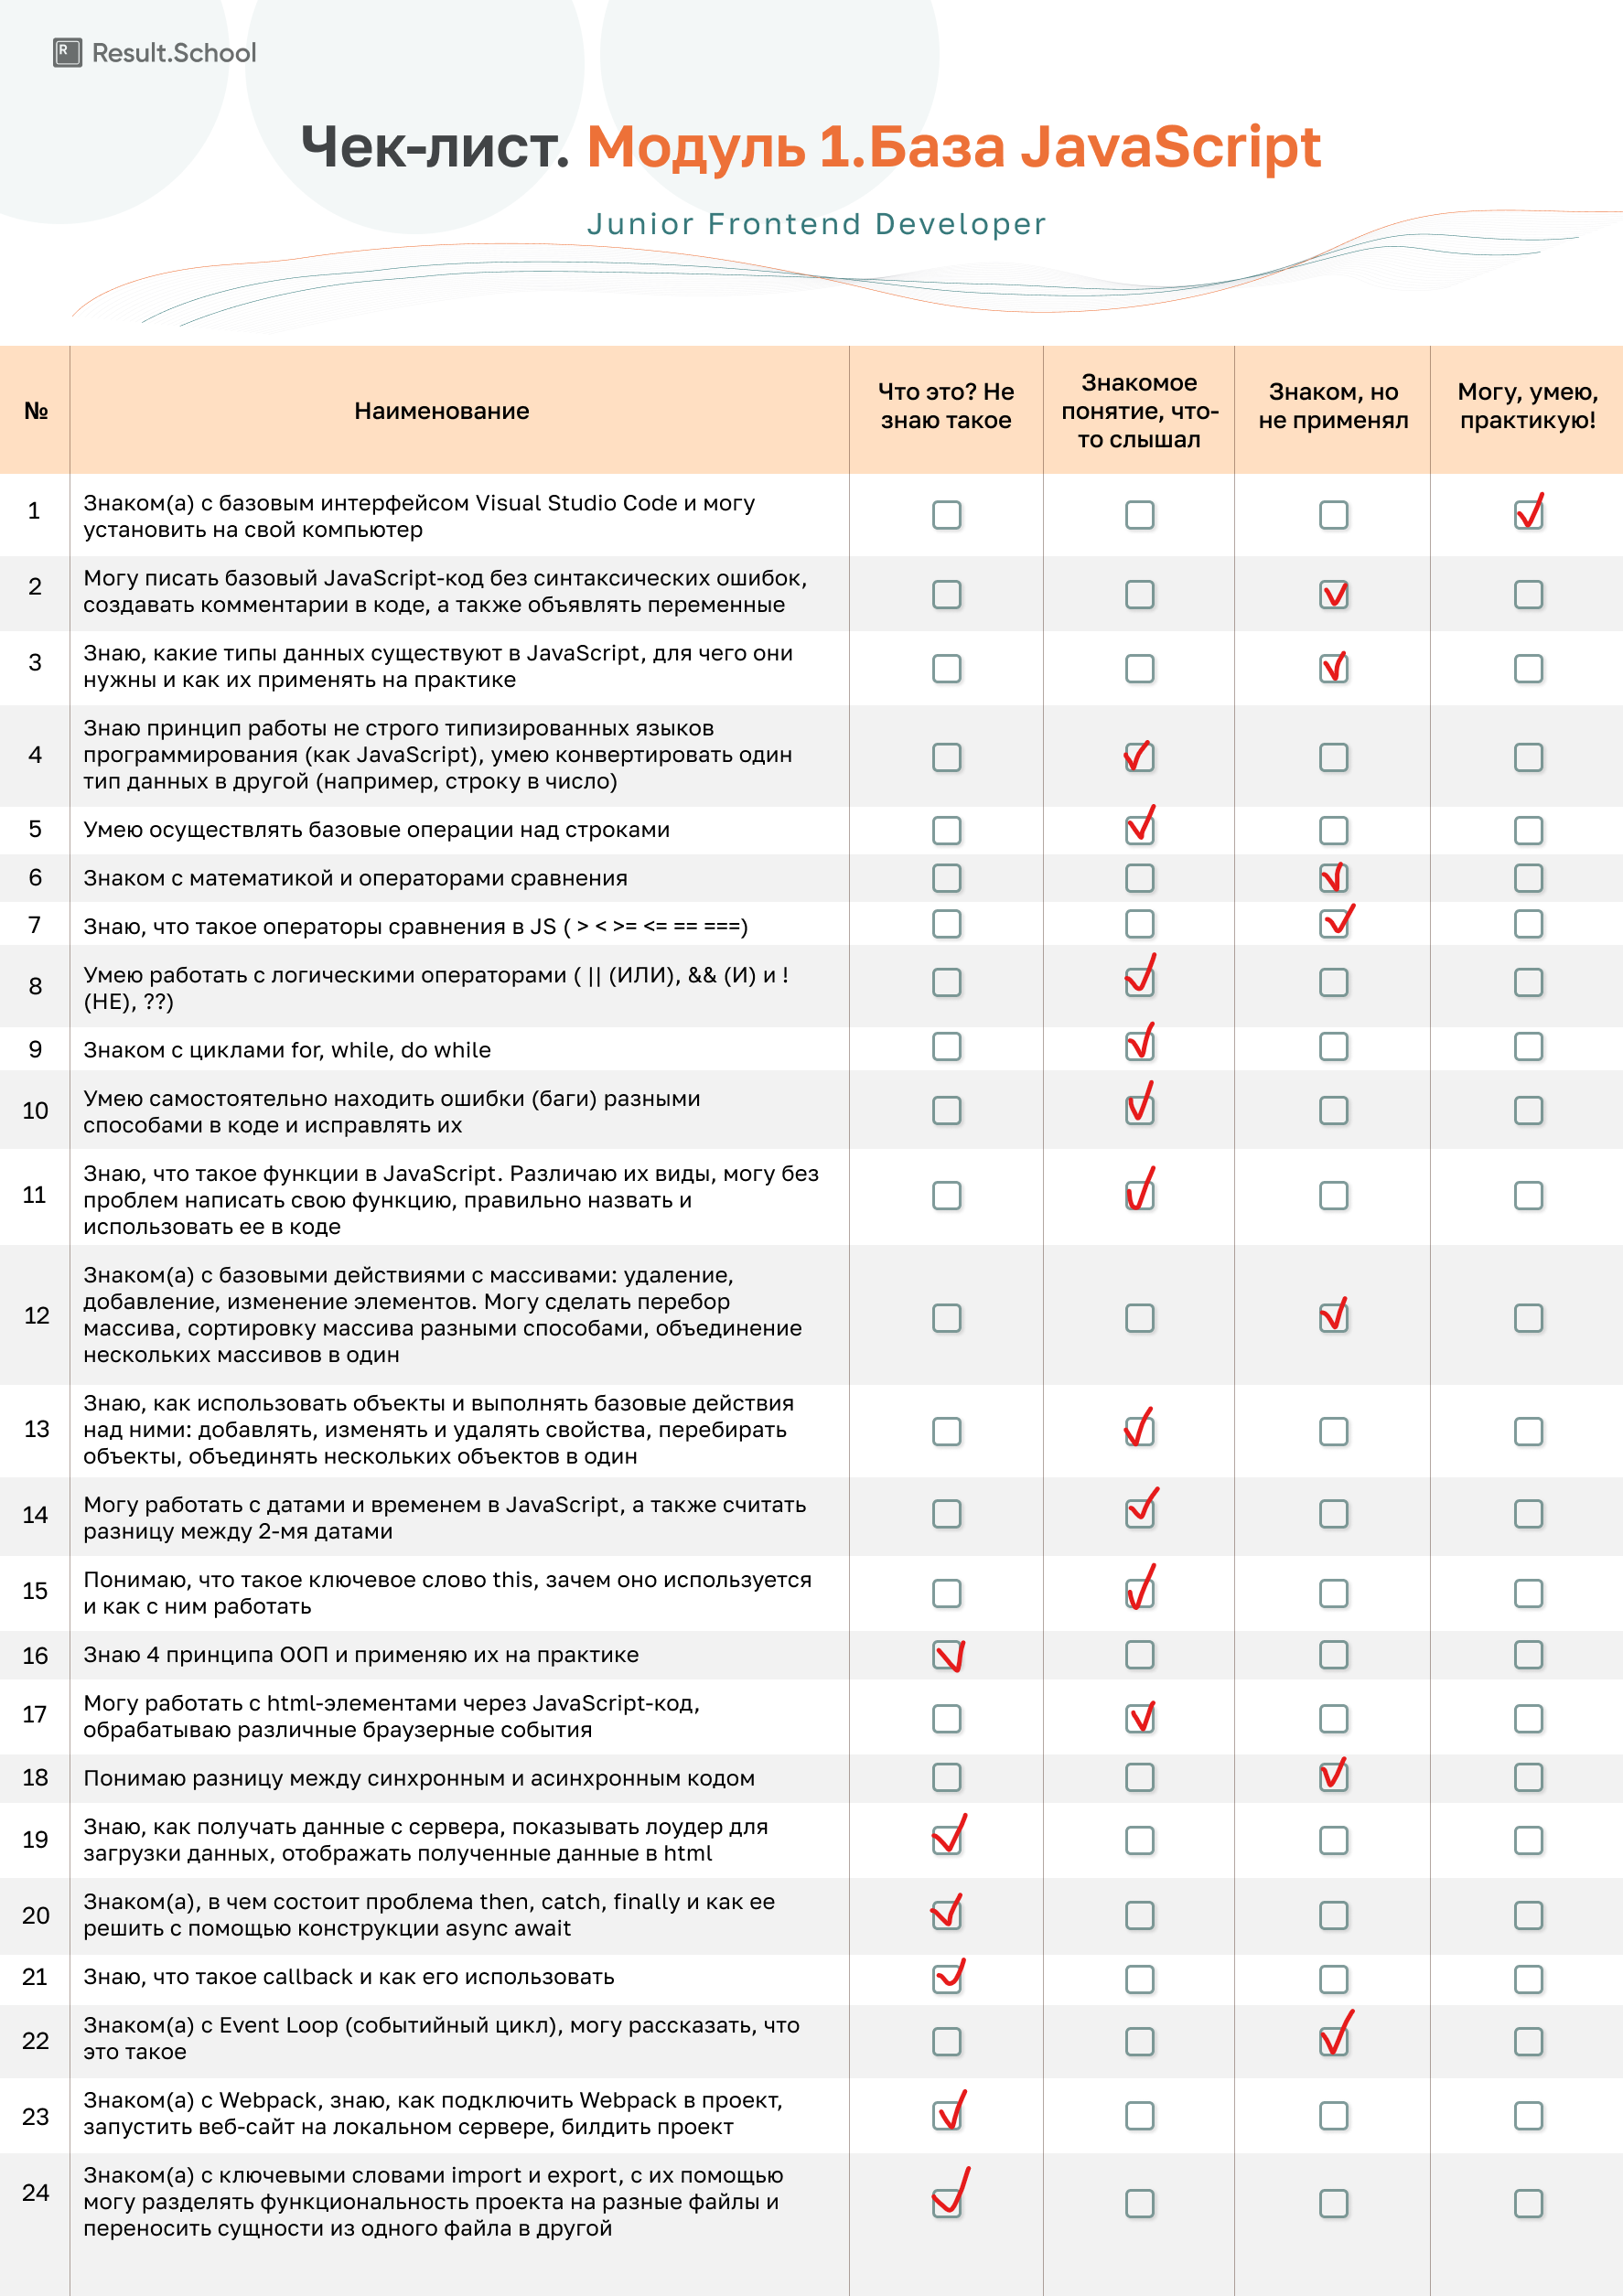 R Result.School
Чек-лист. Модуль 1.База JavaScript
Junior Frontend Developer
№
Наименование
Что это? Не
знаю такое
Знакомое
понятие, что-
то слышал
Знаком, но
не применял
Могу, умею,
практикую!
1
Знаком(а) с базовым интерфейсом Visual Studio Code и могу
установить на свой компьютер
2
Могу писать базовый JavaScript-код без синтаксических ошибок,
создавать комментарии в коде, а также объявлять переменные
3
Знаю, какие типы данных существуют в JavaScript, для чего они
нужны и как их применять на практике
4
Знаю принцип работы не строго типизированных языков
программирования (как JavaScript), умею конвертировать один
тип данных в другой (например, строку в число)
5
Умею осуществлять базовые операции над строками
6
Знаком с математикой и операторами сравнения
7
Знаю, что такое операторы сравнения в JS ( > < >= <= == ===)
8
Умею работать с логическими операторами ( || (ИЛИ), && (И) и !
(НЕ), ??)
9
Знаком с циклами for, while, do while
10
Умею самостоятельно находить ошибки (баги) разными
способами в коде и исправлять их
11
Знаю, что такое функции в JavaScript. Различаю их виды, могу без
проблем написать свою функцию, правильно назвать и
использовать ее в коде
12
Знаком(а) с базовыми действиями с массивами: удаление,
добавление, изменение элементов. Могу сделать перебор
массива, сортировку массива разными способами, объединение
нескольких массивов в один
13
Знаю, как использовать объекты и выполнять базовые действия
над ними: добавлять, изменять и удалять свойства, перебирать
объекты, объединять нескольких объектов в один
14
Могу работать с датами и временем в JavaScript, а также считать
разницу между 2-мя датами
15
Понимаю, что такое ключевое слово this, зачем оно используется
и как с ним работать
16
Знаю 4 принципа ООП и применяю их на практике
17
Могу работать с html-элементами через JavaScript-код,
обрабатываю различные браузерные события
18
Понимаю разницу между синхронным и асинхронным кодом
19
Знаю, как получать данные с сервера, показывать лоудер для
загрузки данных, отображать полученные данные в html
20
Знаком(а), в чем состоит проблема then, catch, finally и как ее
решить с помощью конструкции async await
21
Знаю, что такое callback и как его использовать
22
Знаком(а) с Event Loop (событийный цикл), могу рассказать, что
это такое
23
Знаком(а) с Webpack, знаю, как подключить Webpack в проект,
запустить веб-сайт на локальном сервере, билдить проект
24
Знаком(а) с ключевыми словами import и export, с их помощью
могу разделять функциональность проекта на разные файлы и
переносить сущности из одного файла в другой